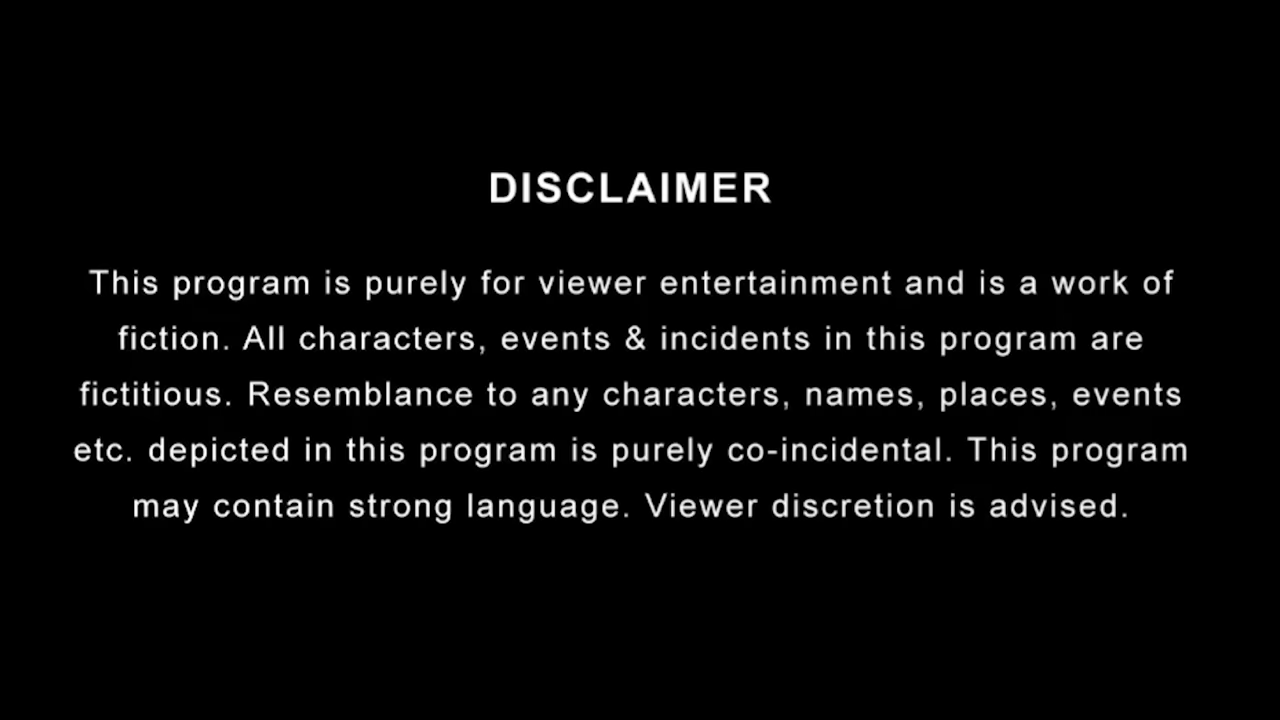 DISCLAIMER
This program is purely for viewer entertainment and is a work of
fiction. All characters, events & incidents in this program are
fictitious. Resemblance to any characters, names, places, events
etc. depicted in this program is purely co-incidental. This program
may contain strong language. Viewer discretion is advised.